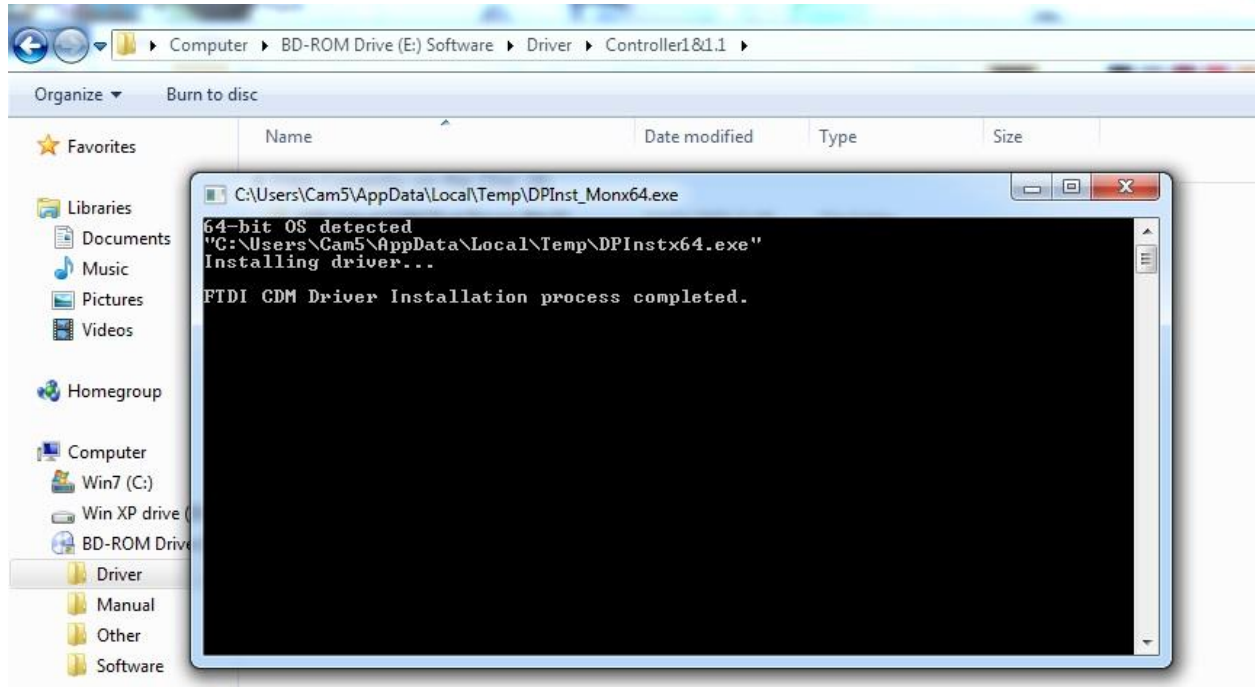 Computer ▸ BD-ROM Drive (E:) Software ▸ Driver ▸ Controller1&1.1 ▸
Organize ▾ Burn to disc
Name Date modified Type Size
Favorites
Libraries
Documents
Music
Pictures
Videos
Homegroup
Computer
Win7 (C:)
Win XP drive (
BD-ROM Drive
Driver
Manual
Other
Software
C:\Users\Cam5\AppData\Local\Temp\DPInst_Monx64.exe
64-bit OS detected
"C:\Users\Cam5\AppData\Local\Temp\DPInstx64.exe"
Installing driver...
FTDI CDM Driver Installation process completed.